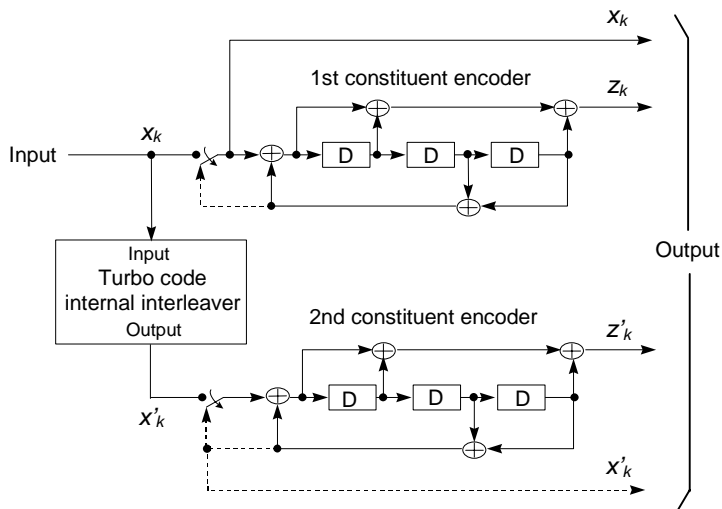 x_k
1st constituent encoder
z_k
x_k
Input
D D D
Output
Input
Turbo code
internal interleaver
Output
2nd constituent encoder
z'_k
D D D
x'_k
x'_k